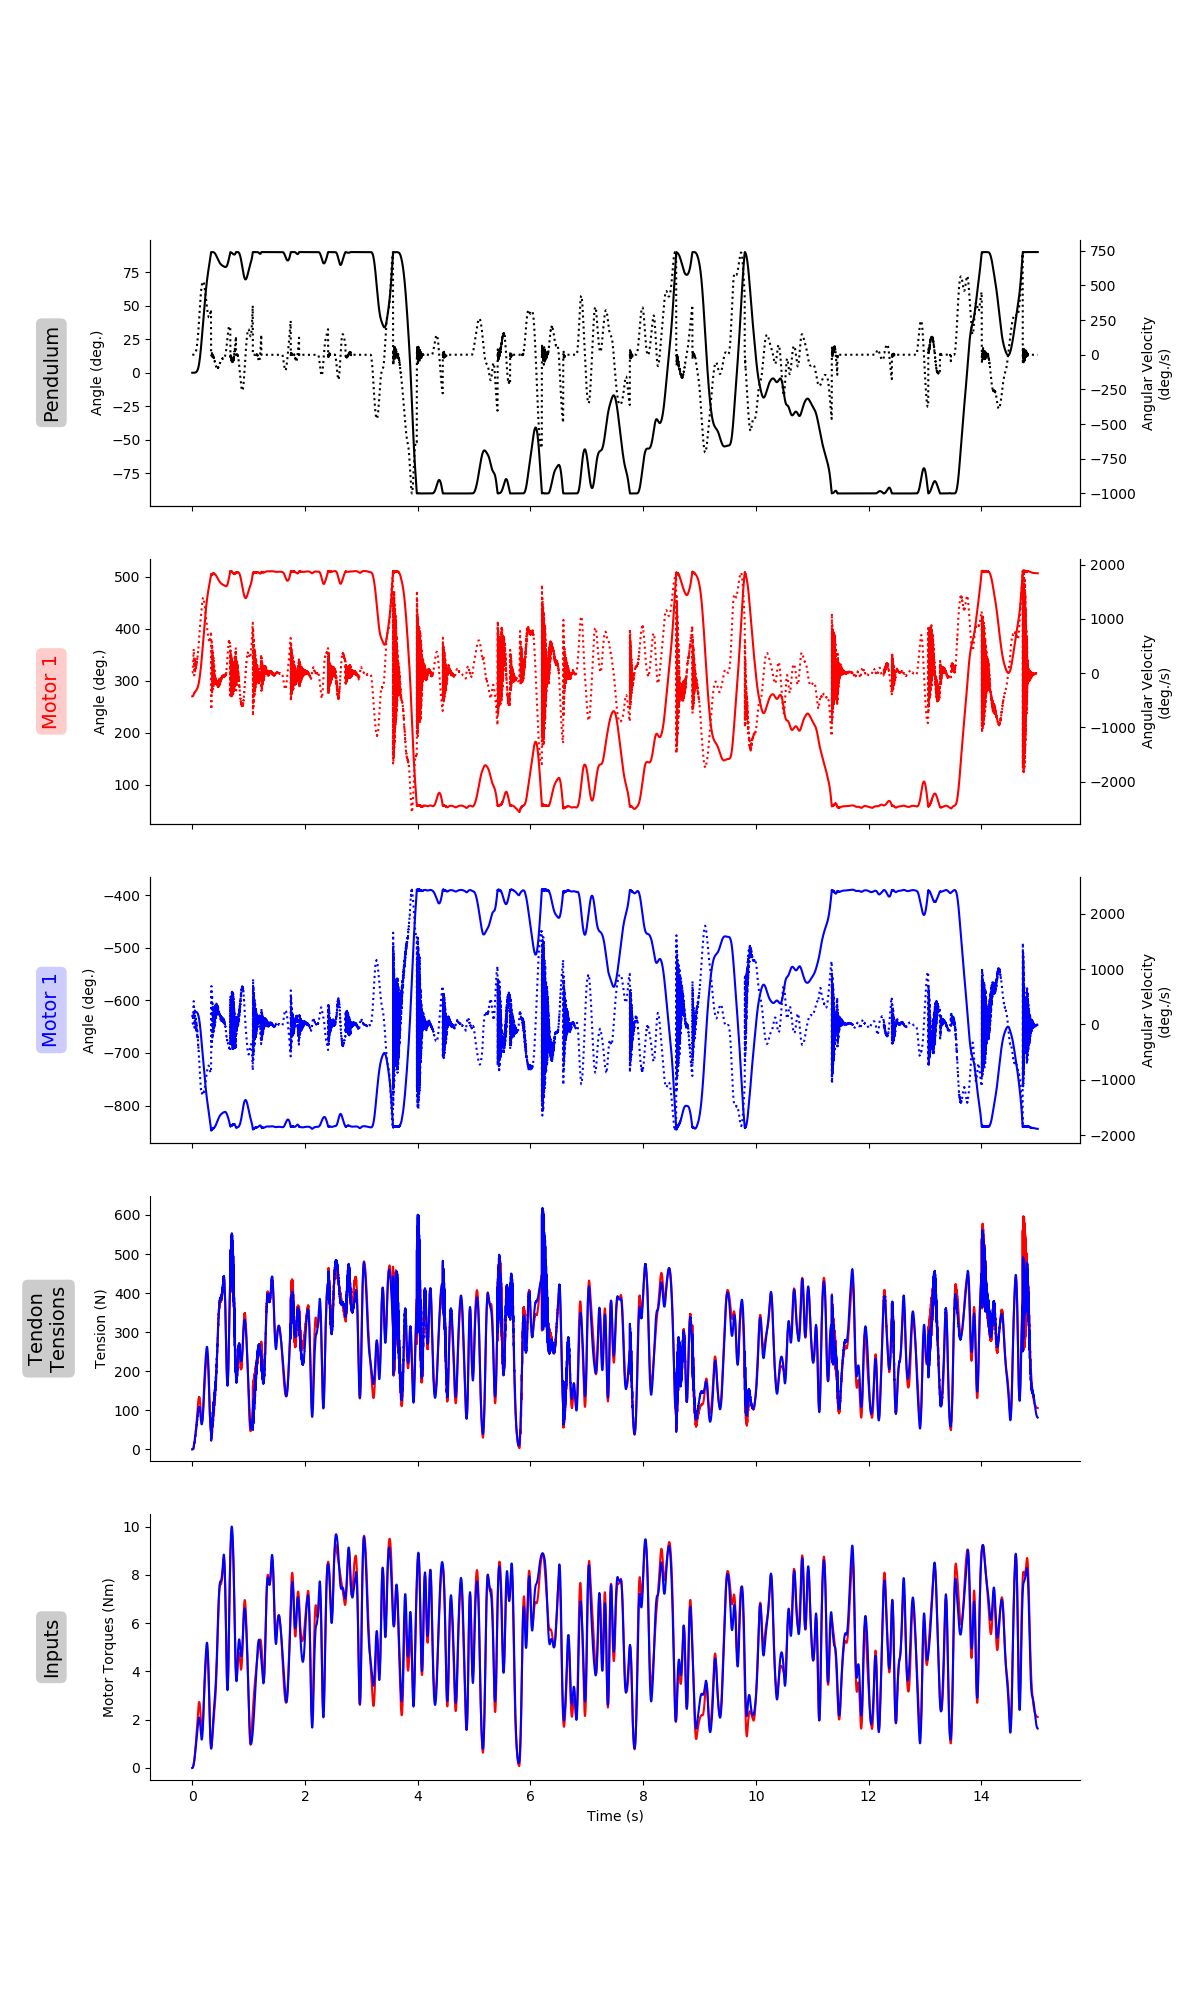 Pendulum
Angle (deg.)
75
50
25
0
−25
−50
−75
750
500
250
0
−250
−500
−750
−1000
Angular Velocity
(deg./s)
Motor 1
Angle (deg.)
500
400
300
200
100
2000
1000
0
−1000
−2000
Angular Velocity
(deg./s)
Motor 1
Angle (deg.)
−400
−500
−600
−700
−800
2000
1000
0
−1000
−2000
Angular Velocity
(deg./s)
Tendon
Tensions
Tension (N)
600
500
400
300
200
100
0
Inputs
Motor Torques (Nm)
10
8
6
4
2
0
0 2 4 6 8 10 12 14
Time (s)